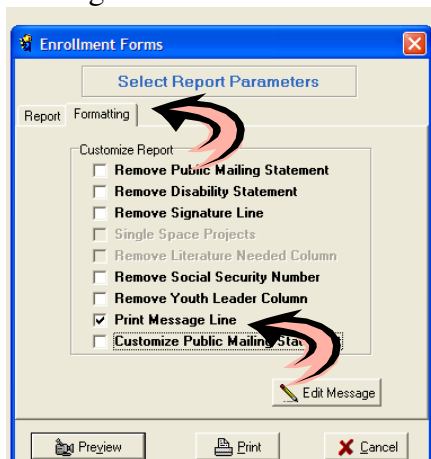 Enrollment Forms
Select Report Parameters
Report Formatting
Customize Report
Remove Public Mailing Statement
Remove Disability Statement
Remove Signature Line
Single Space Projects
Remove Literature Needed Column
Remove Social Security Number
Remove Youth Leader Column
Print Message Line
Customize Public Mailing
Edit Message
Preview Print Cancel